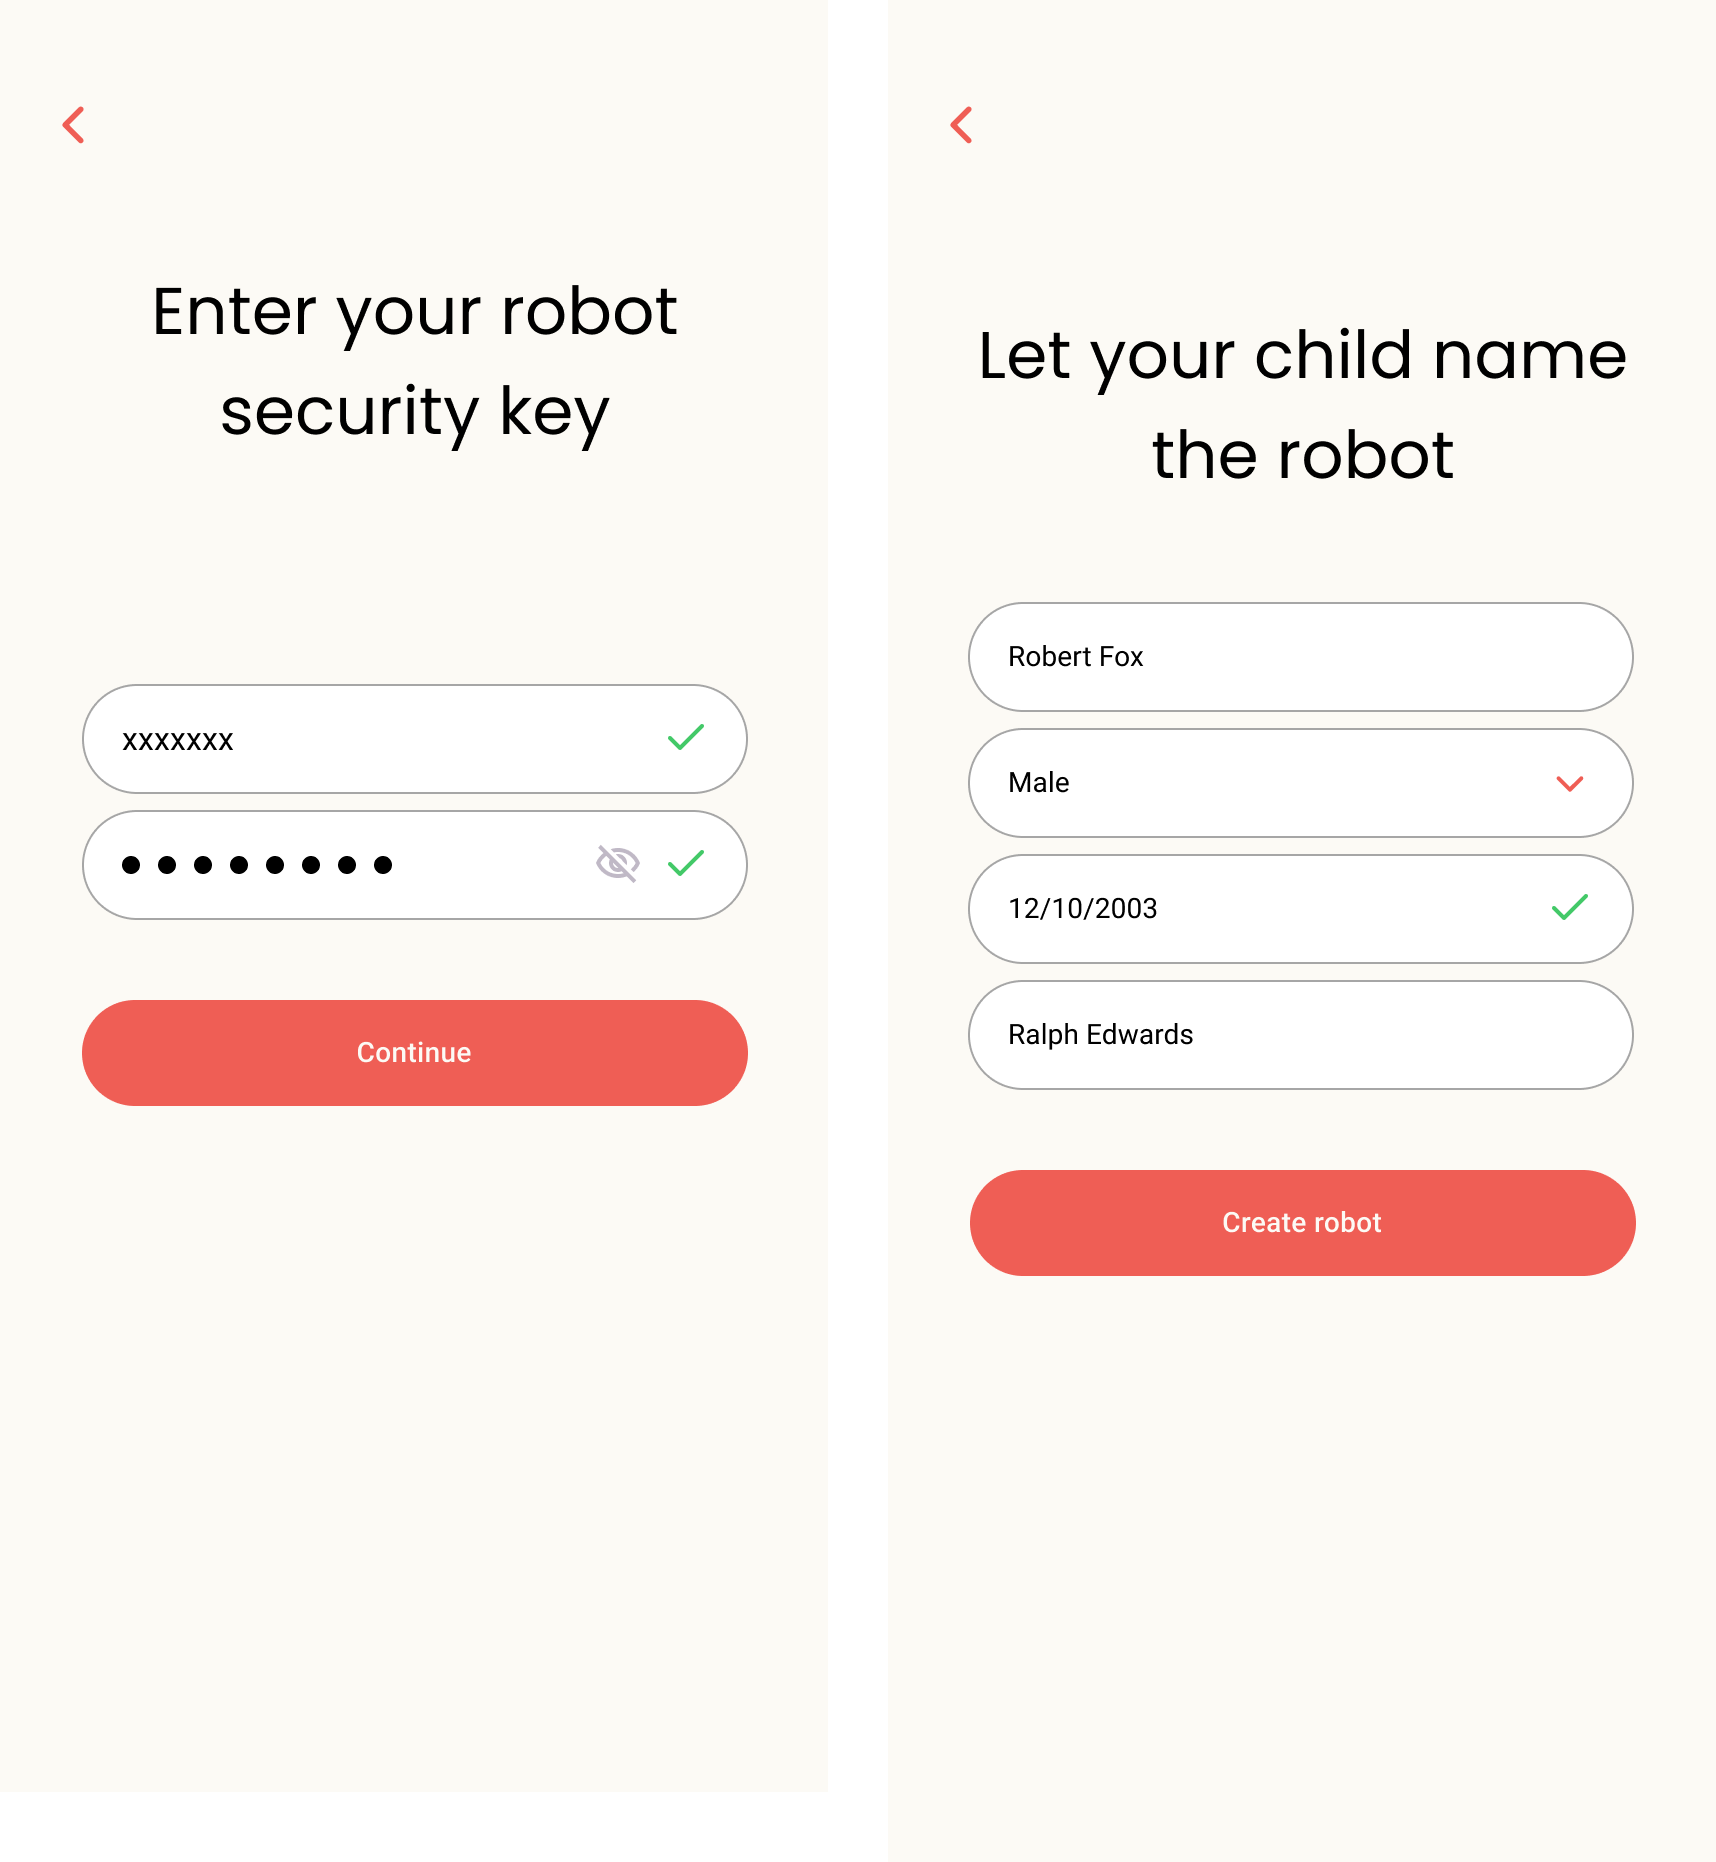 Enter your robot
security key
xxxxxxx
Continue
Let your child name
the robot
Robert Fox
Male
12/10/2003
Ralph Edwards
Create robot